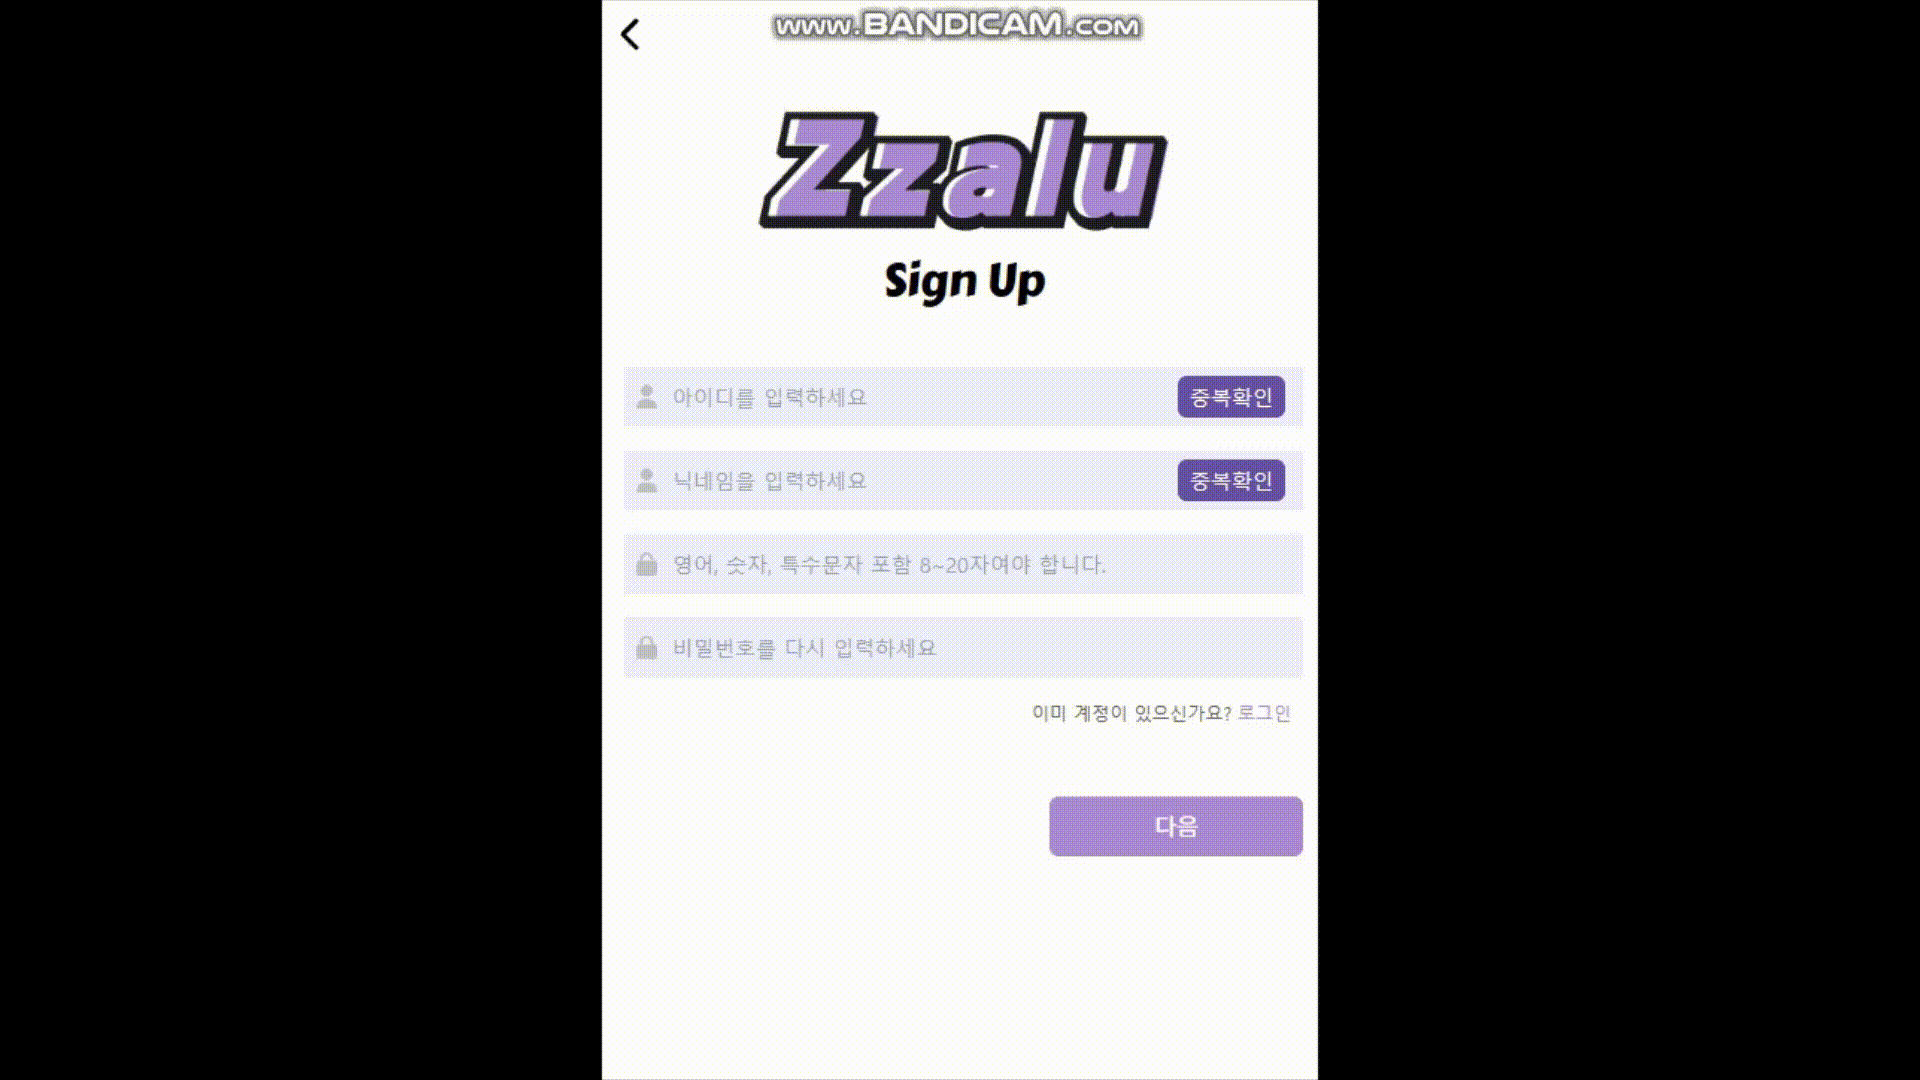 www.BANDICAM.com
Zzalu
Sign Up
아이디를 입력하세요
중복확인
닉네임을 입력하세요
중복확인
영어, 숫자, 특수문자 포함 8~20자여야 합니다.
비밀번호를 다시 입력하세요
이미 계정이 있으신가요? 로그인
다음